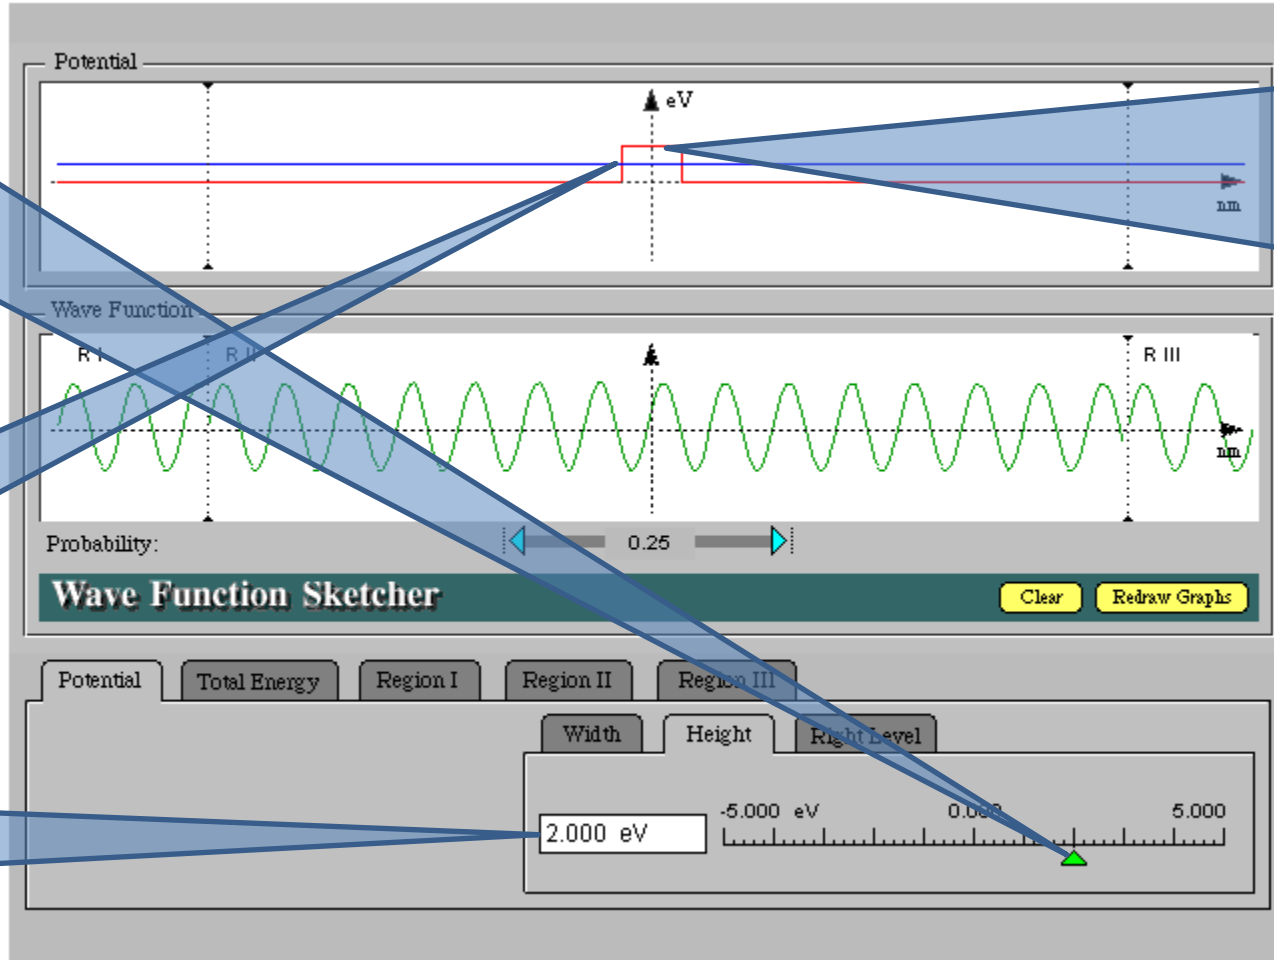 Potential
eV
nm
Wave Function
R I
R II
R III
nm
Probability:
0.25
Wave Function Sketcher
Clear
Redraw Graphs
Potential
Total Energy
Region I
Region II
Region III
Width
Height
Right Level
-5.000 eV
0.000
5.000
2.000 eV